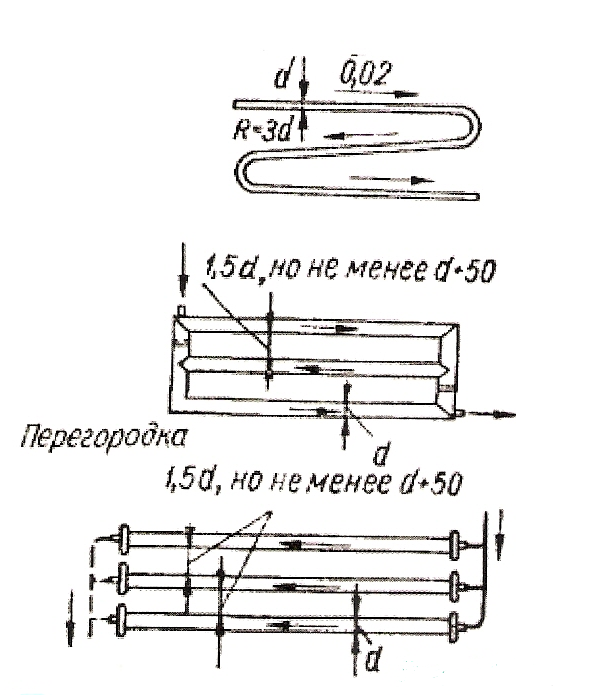 d 0,02
R=3d
1,5d, но не менее d+50
Перегородка
d
1,5d, но не менее d+50
d